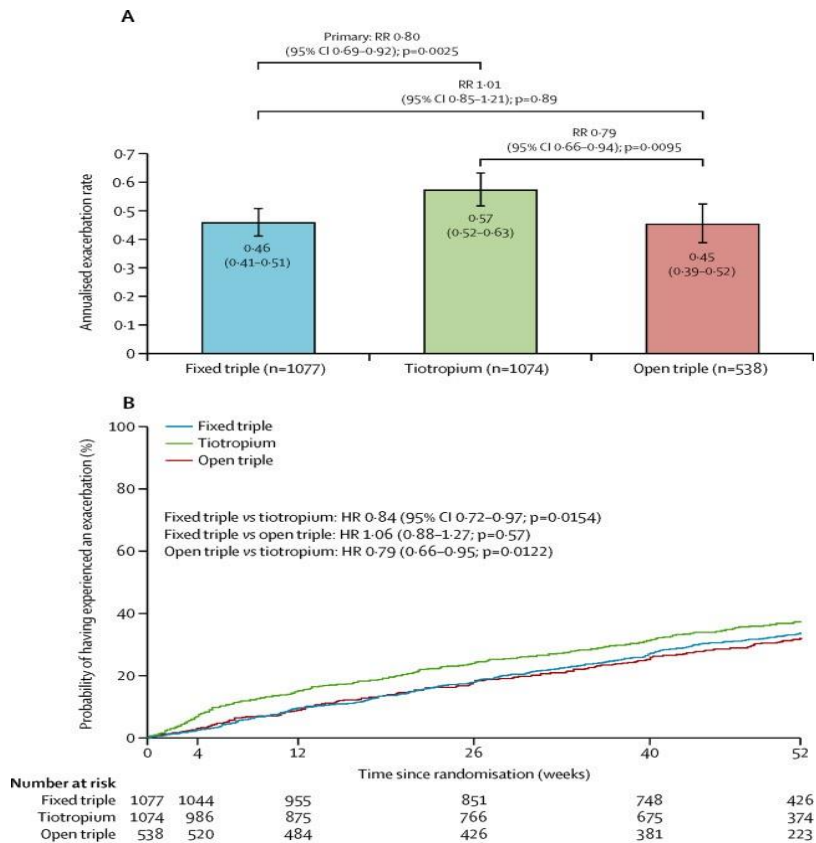 A
Primary: RR 0·80
(95% CI 0·69–0·92); p=0·0025
RR 1·01
(95% CI 0·85–1·21); p=0·89
RR 0·79
(95% CI 0·66–0·94); p=0·0095
Annualised exacerbation rate
0·7
0·6
0·5
0·4
0·3
0·2
0·1
0
0·46
(0·41–0·51)
0·57
(0·52–0·63)
0·45
(0·39–0·52)
Fixed triple (n=1077)
Tiotropium (n=1074)
Open triple (n=538)
B
Probability of having experienced an exacerbation (%)
100
80
60
40
20
0
Fixed triple
Tiotropium
Open triple
Fixed triple vs tiotropium: HR 0·84 (95% CI 0·72–0·97; p=0·0154)
Fixed triple vs open triple: HR 1·06 (0·88–1·27; p=0·57)
Open triple vs tiotropium: HR 0·79 (0·66–0·95; p=0·0122)
0 4 12 26 40 52
Time since randomisation (weeks)
Number at risk
Fixed triple 1077 1044 955 851 748 426
Tiotropium 1074 986 875 766 675 374
Open triple 538 520 484 426 381 223